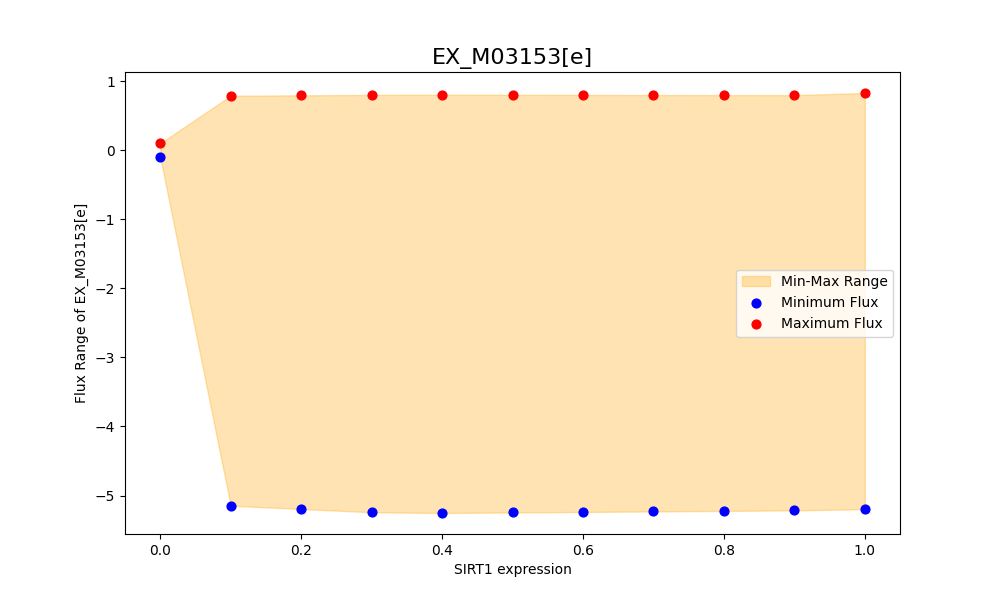 EX_M03153[e]
Flux Range of EX_M03153[e]
1
0
−1
−2
−3
−4
−5
Min-Max Range
Minimum Flux
Maximum Flux
0.0 0.2 0.4 0.6 0.8 1.0
SIRT1 expression